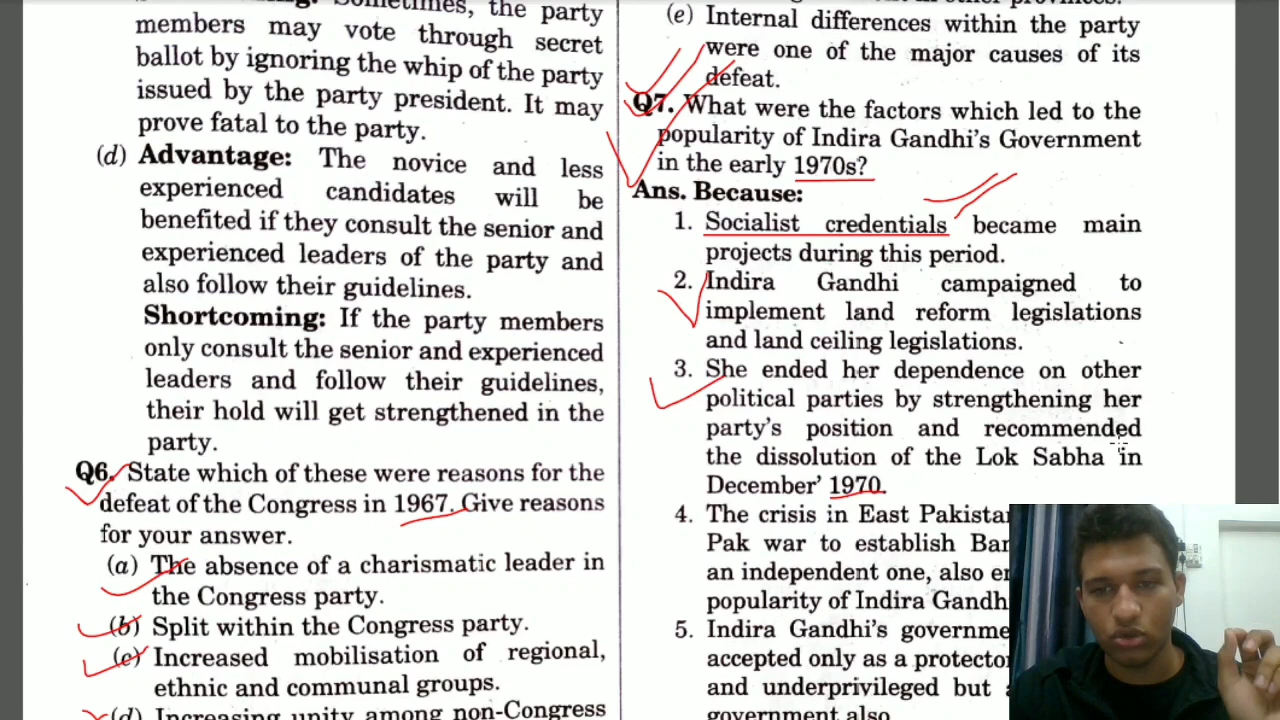 Sometimes, the party
members may vote through secret
ballot by ignoring the whip of the party
issued by the party president. It may
prove fatal to the party.
(d) Advantage: The novice and less
experienced candidates will be
benefited if they consult the senior and
experienced leaders of the party and
also follow their guidelines.
Shortcoming: If the party members
only consult the senior and experienced
leaders and follow their guidelines,
their hold will get strengthened in the
party.
Q6. State which of these were reasons for the
defeat of the Congress in 1967. Give reasons
for your answer.
(a) The absence of a charismatic leader in
the Congress party.
(b) Split within the Congress party.
(c) Increased mobilisation of regional,
ethnic and communal groups.
(d) Increasing unity among non-Congress
(e) Internal differences within the party
were one of the major causes of its
defeat.
Q7. What were the factors which led to the
popularity of Indira Gandhi's Government
in the early 1970s?
Ans. Because:
1. Socialist credentials became main
projects during this period.
2. Indira Gandhi campaigned to
implement land reform legislations
and land ceiling legislations.
3. She ended her dependence on other
political parties by strengthening her
party's position and recommended
the dissolution of the Lok Sabha in
December' 1970.
4. The crisis in East
Pak war to establish
an independent one, also
popularity of Indira
5. Indira Gandhi's
accepted only as a
and underprivileged but
government also